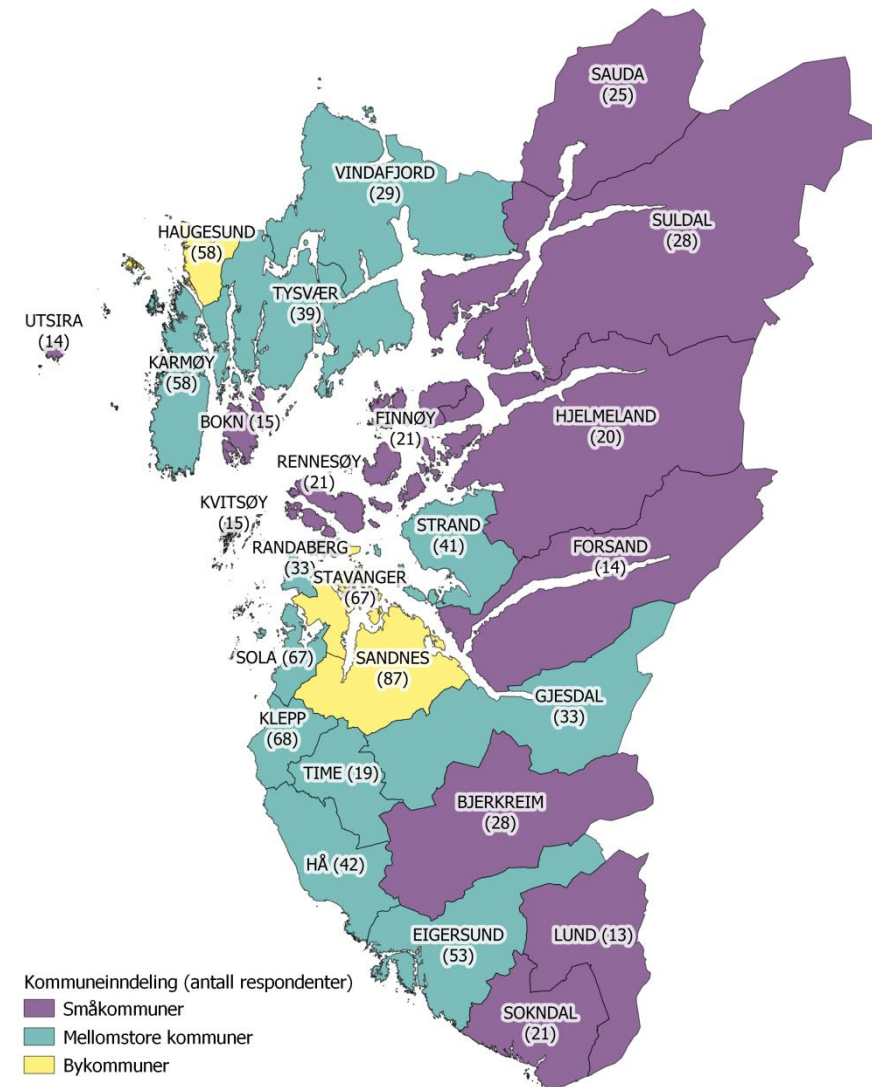 SAUDA
(25)
VINDAFJORD
(29)
SULDAL
(28)
HAUGESUND
(58)
TYSVÆR
(39)
UTSIRA
(14)
KARMØY
(58)
BOKN (15)
FINNØY
(21)
HJELMELAND
(20)
RENNESØY
(21)
KVITSØY
(15)
STRAND
(41)
RANDABERG
(33)
FORSAND
(14)
STAVANGER
(67)
SOLA (67)
SANDNES
(87)
GJESDAL
(33)
KLEPP
(68)
TIME (19)
BJERKREIM
(28)
HÅ (42)
EIGERSUND
(53)
LUND (13)
SOKNDAL
(21)
Kommuneinndeling (antall respondenter)
Småkommuner
Mellomstore kommuner
Bykommuner